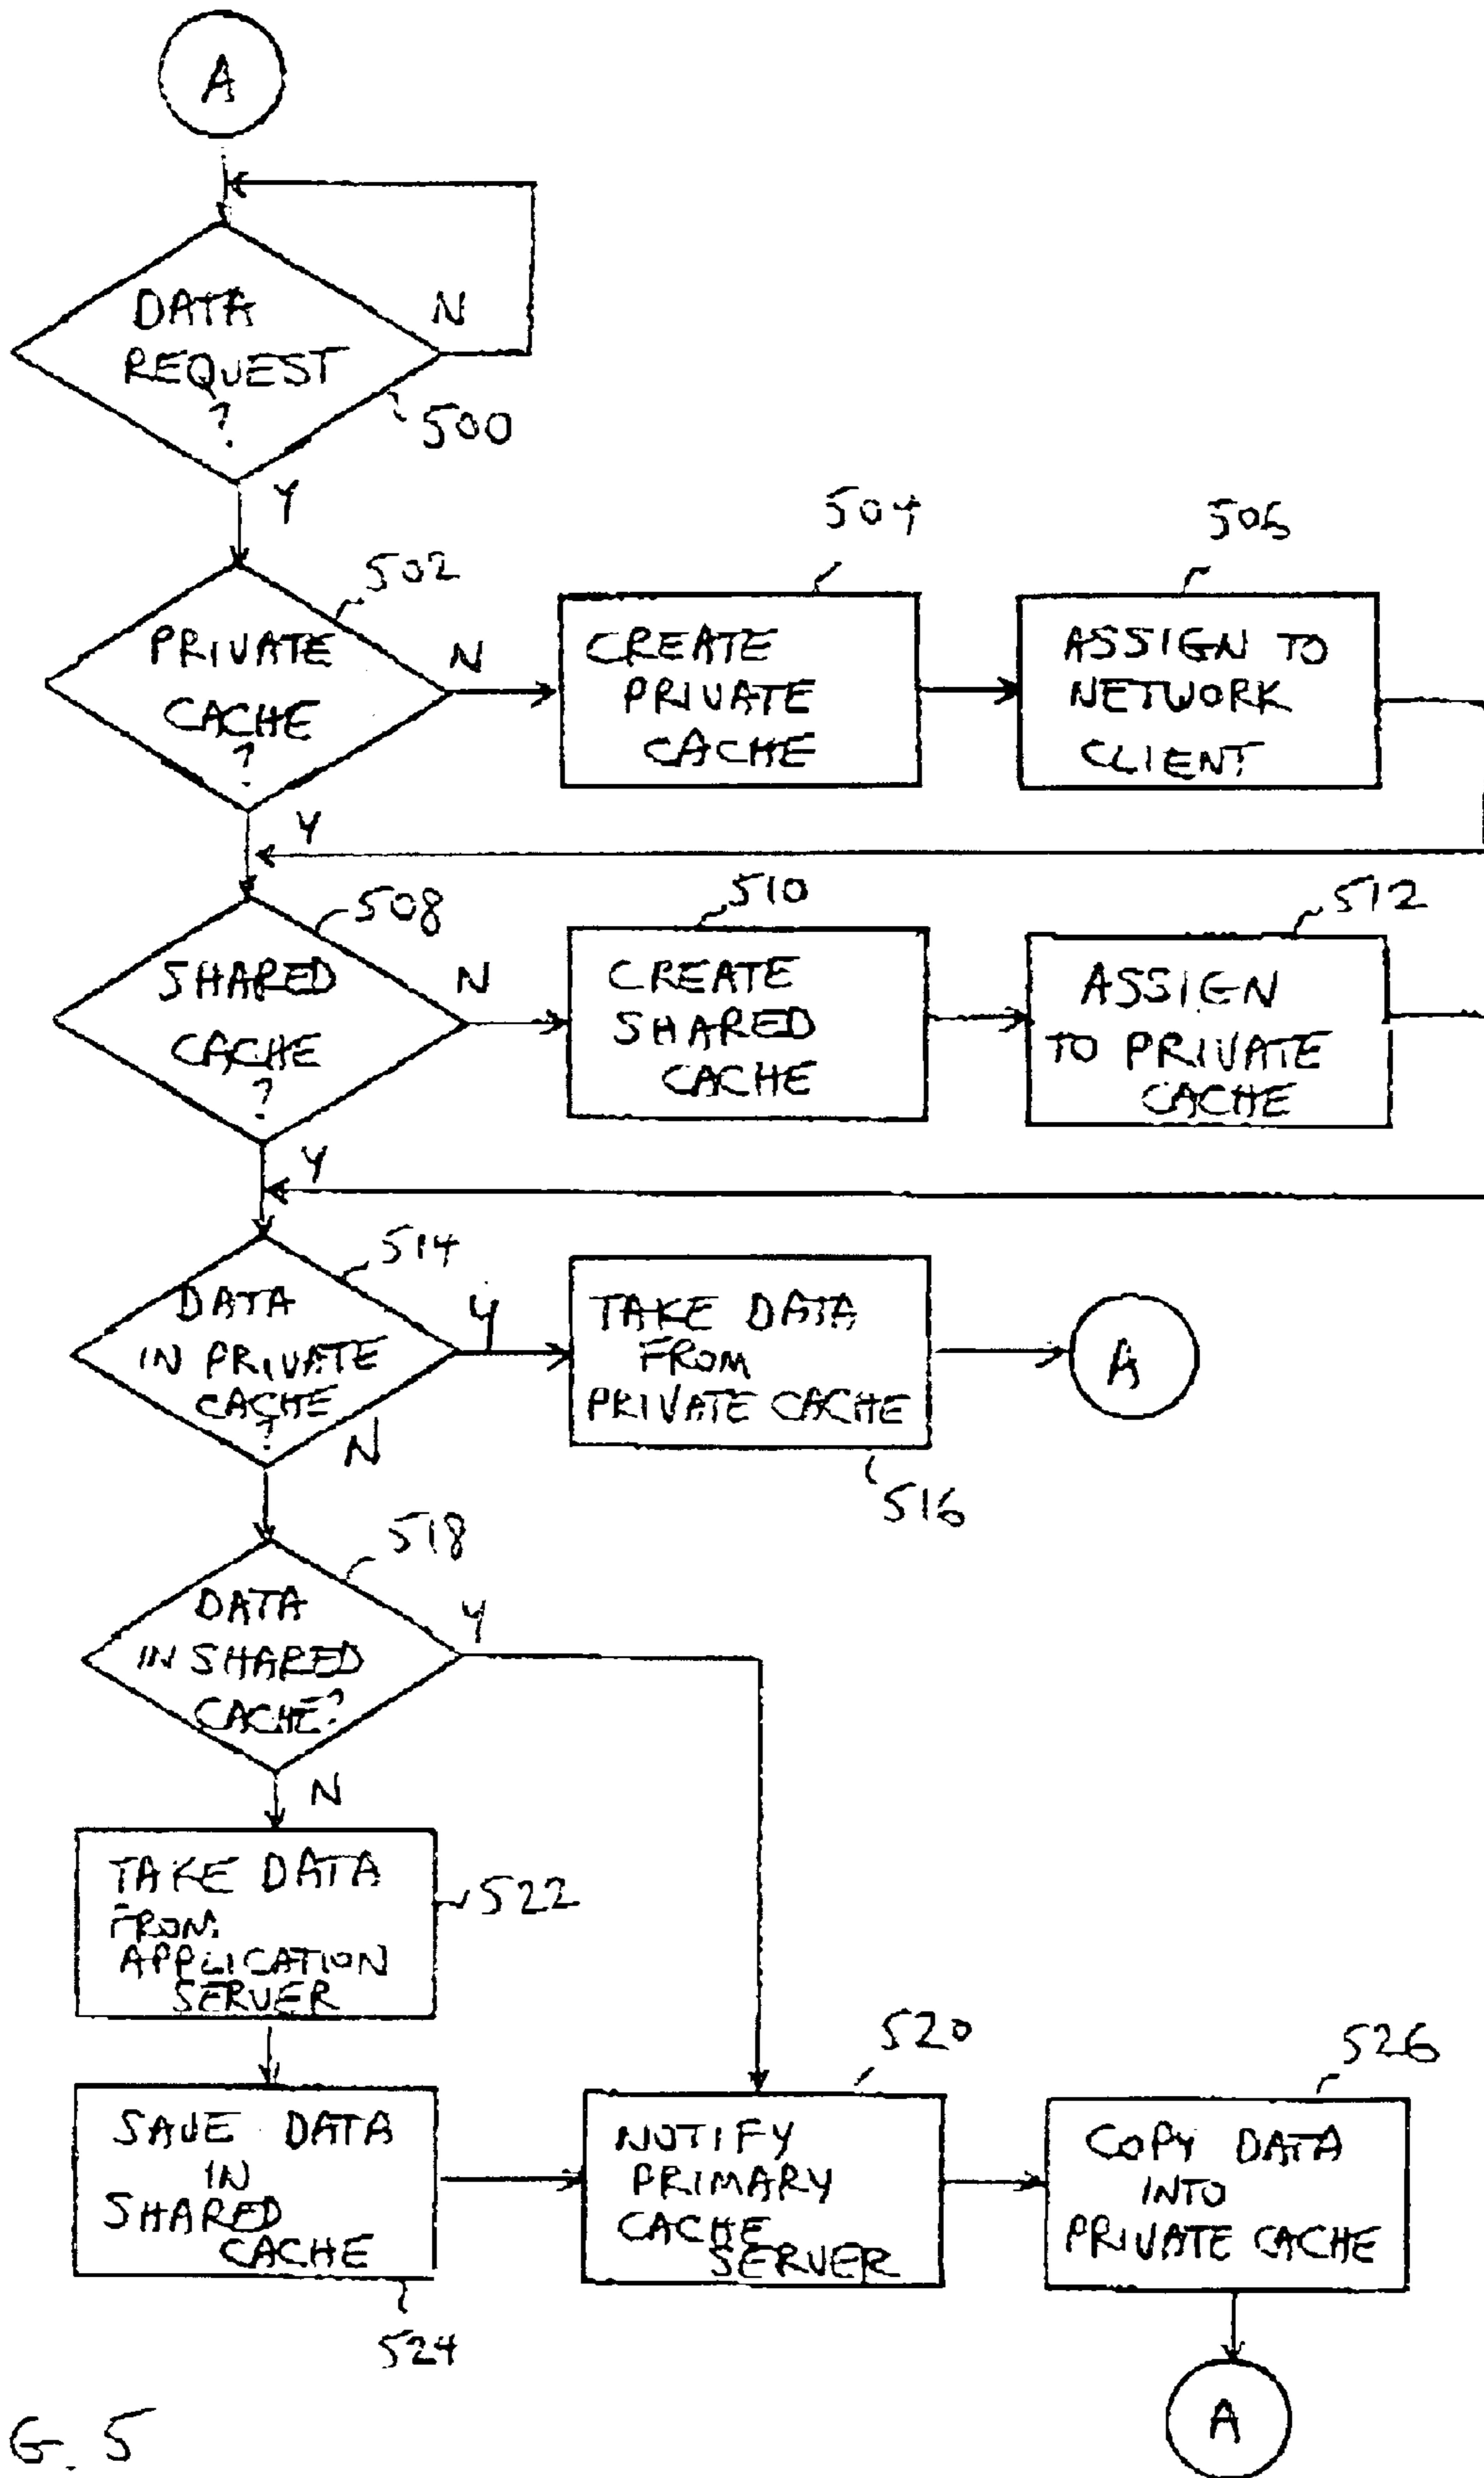 A
DATA
REQUEST
?
N
500
Y
502
PRIVATE
CACHE
?
N
Y
504
CREATE
PRIVATE
CACHE
506
ASSIGN TO
NETWORK
CLIENT
508
SHARED
CACHE
?
N
Y
510
CREATE
SHARED
CACHE
512
ASSIGN
TO PRIVATE
CACHE
514
DATA
IN PRIVATE
CACHE
?
Y
N
TAKE DATA
FROM
PRIVATE CACHE
516
A
518
DATA
IN SHARED
CACHE?
Y
N
TAKE DATA
FROM
APPLICATION
SERVER
522
SAVE DATA
IN
SHARED
CACHE
524
520
NOTIFY
PRIMARY
CACHE
SERVER
526
COPY DATA
INTO
PRIVATE CACHE
A
G. 5